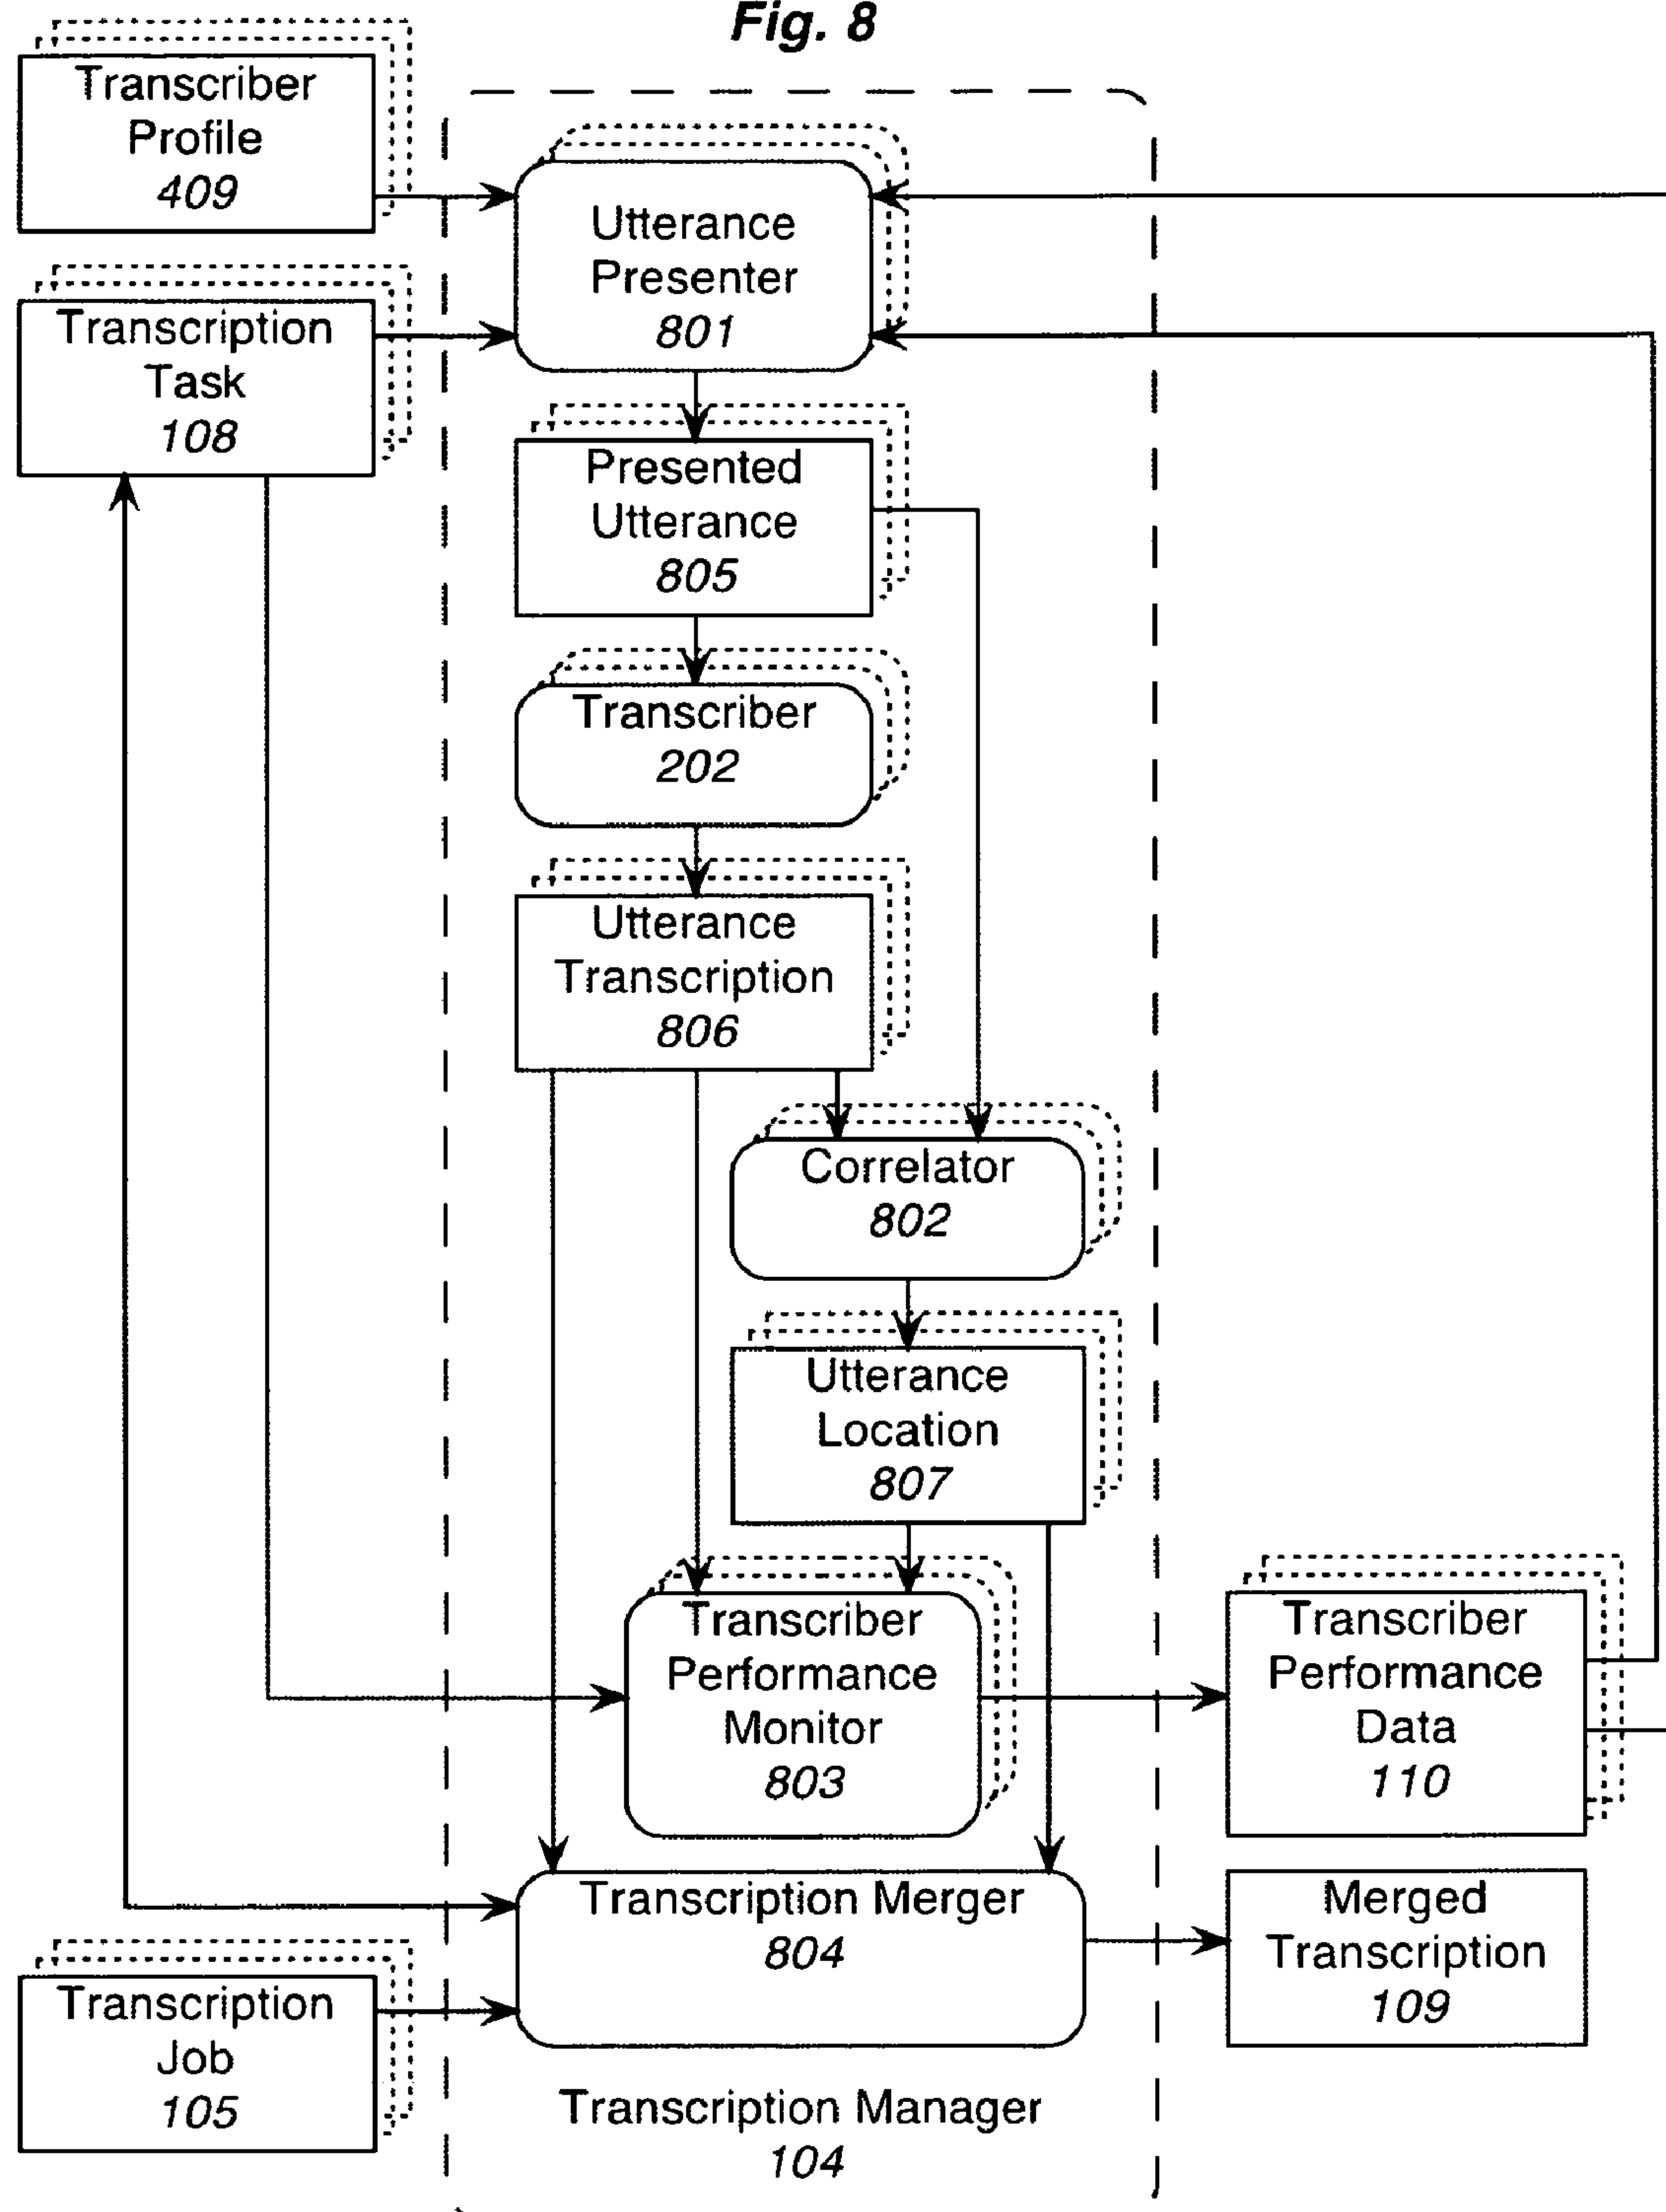 Fig. 8
Transcriber
Profile
409
Transcription
Task
108
Utterance
Presenter
801
Presented
Utterance
805
Transcriber
202
Utterance
Transcription
806
Correlator
802
Utterance
Location
807
Transcriber
Performance
Monitor
803
Transcriber
Performance
Data
110
Transcription Merger
804
Merged
Transcription
109
Transcription
Job
105
Transcription Manager
104